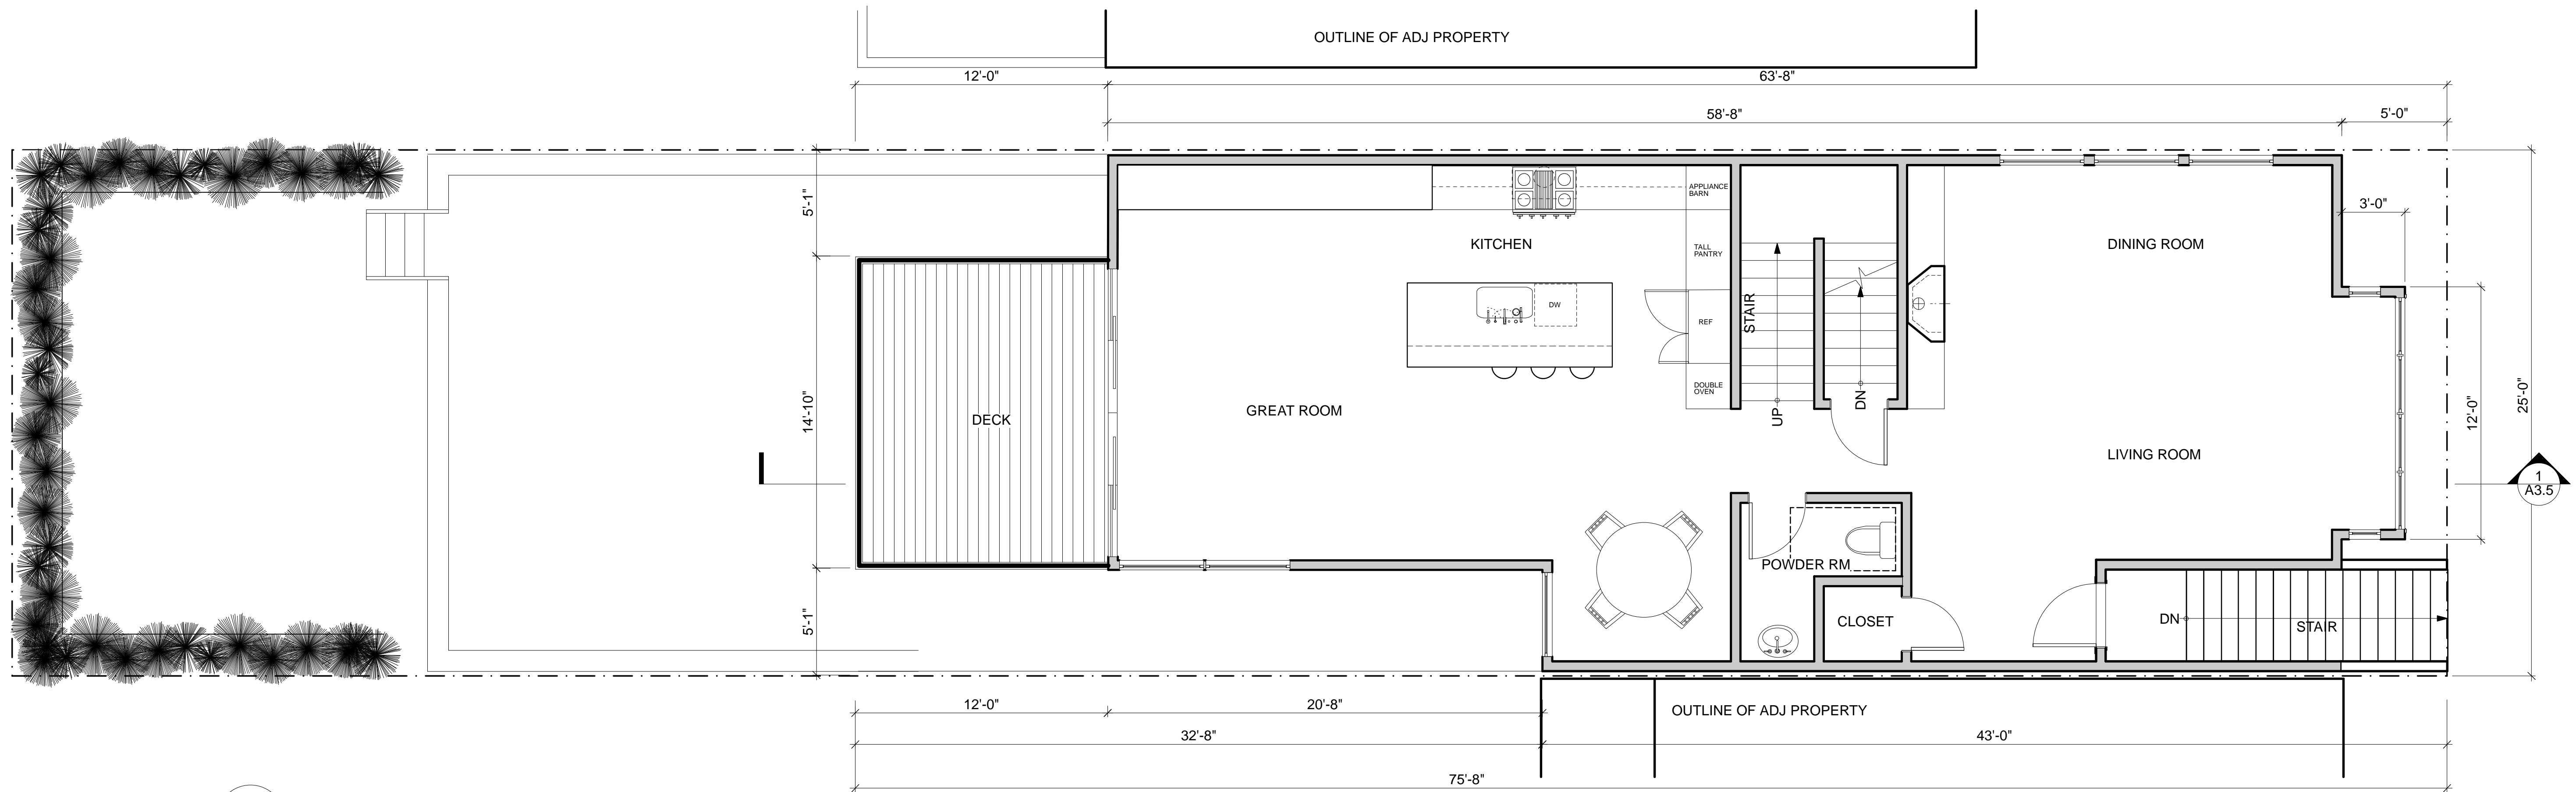 OUTLINE OF ADJ PROPERTY
12'-0"
63'-8"
58'-8"
5'-0"
5'-1"
APPLIANCE
BARN
3'-0"
KITCHEN
TALL
PANTRY
DINING ROOM
STAIR
DW
REF
DOUBLE
OVEN
UP
DN
GREAT ROOM
DECK
14'-10"
12'-0"
25'-0"
LIVING ROOM
1
A3.5
POWDER RM
CLOSET
5'-1"
DN
STAIR
12'-0"
20'-8"
OUTLINE OF ADJ PROPERTY
32'-8"
43'-0"
75'-8"